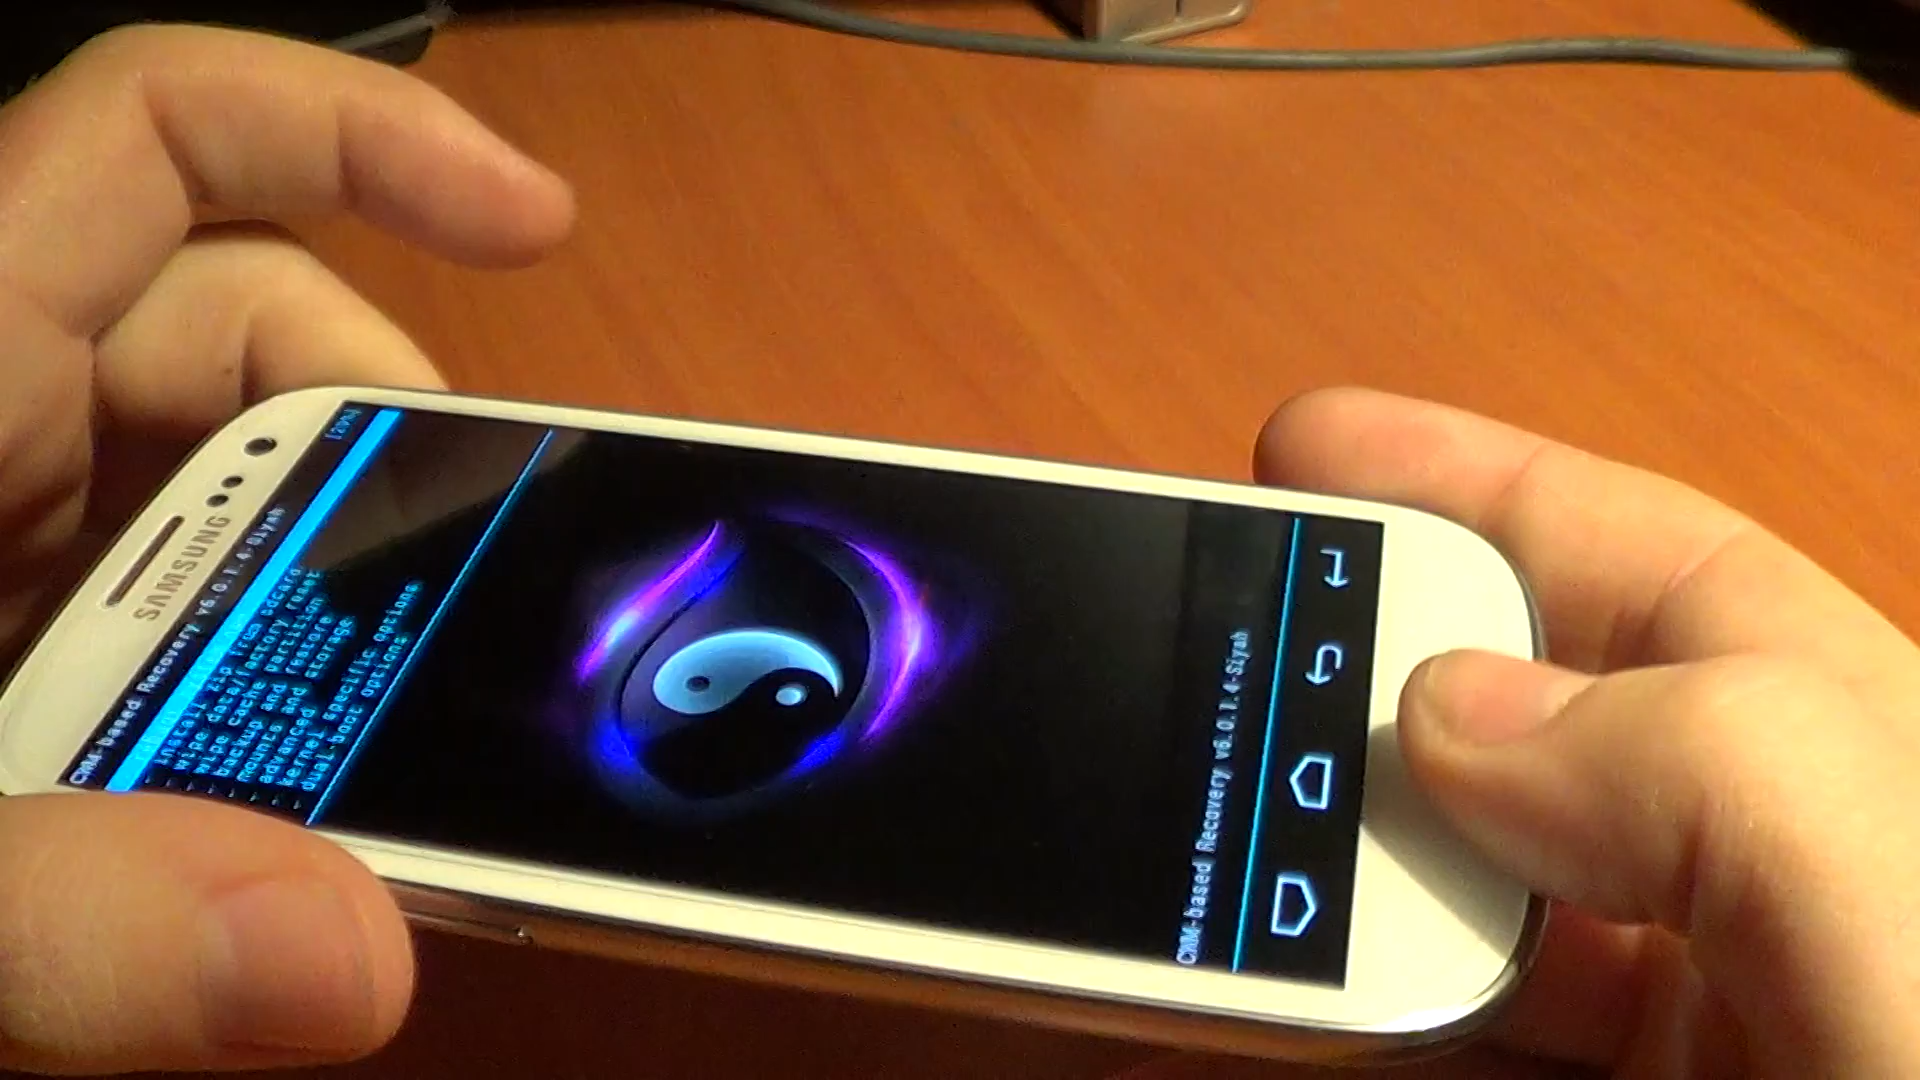 SAMSUNG
CWM-based Recovery v6.0.1.4-Siyah
install zip from sdcard
wipe data/factory reset
wipe cache partition
backup and restore
mounts and storage
advanced
kernel specific options
dual-boot options
CWM-based Recovery v6.0.1.4-Siyah